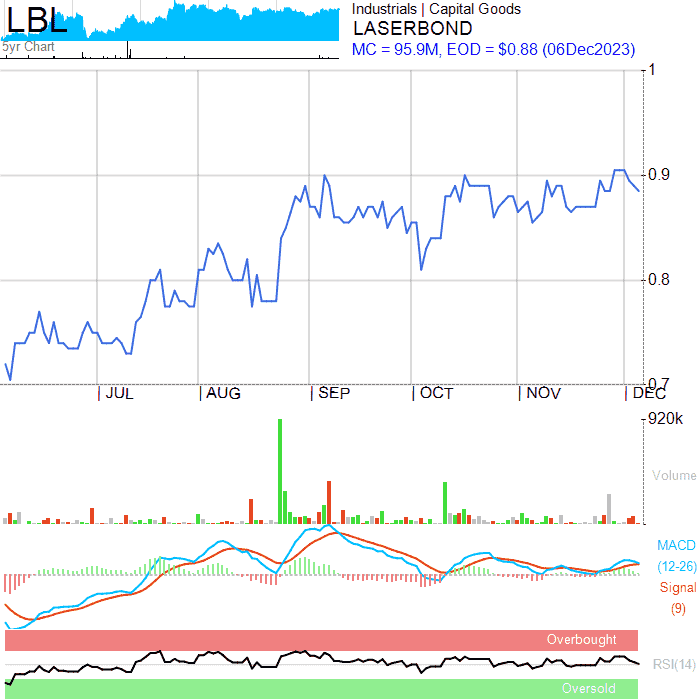 LBL
5yr Chart
Industrials | Capital Goods
LASERBOND
MC = 95.9M, EOD = $0.88 (06Dec2023)
1
0.9
0.8
0.7
JUL
AUG
SEP
OCT
NOV
DEC
920k
Volume
MACD
(12-26)
Signal
(9)
Overbought
RSI(14)
Oversold